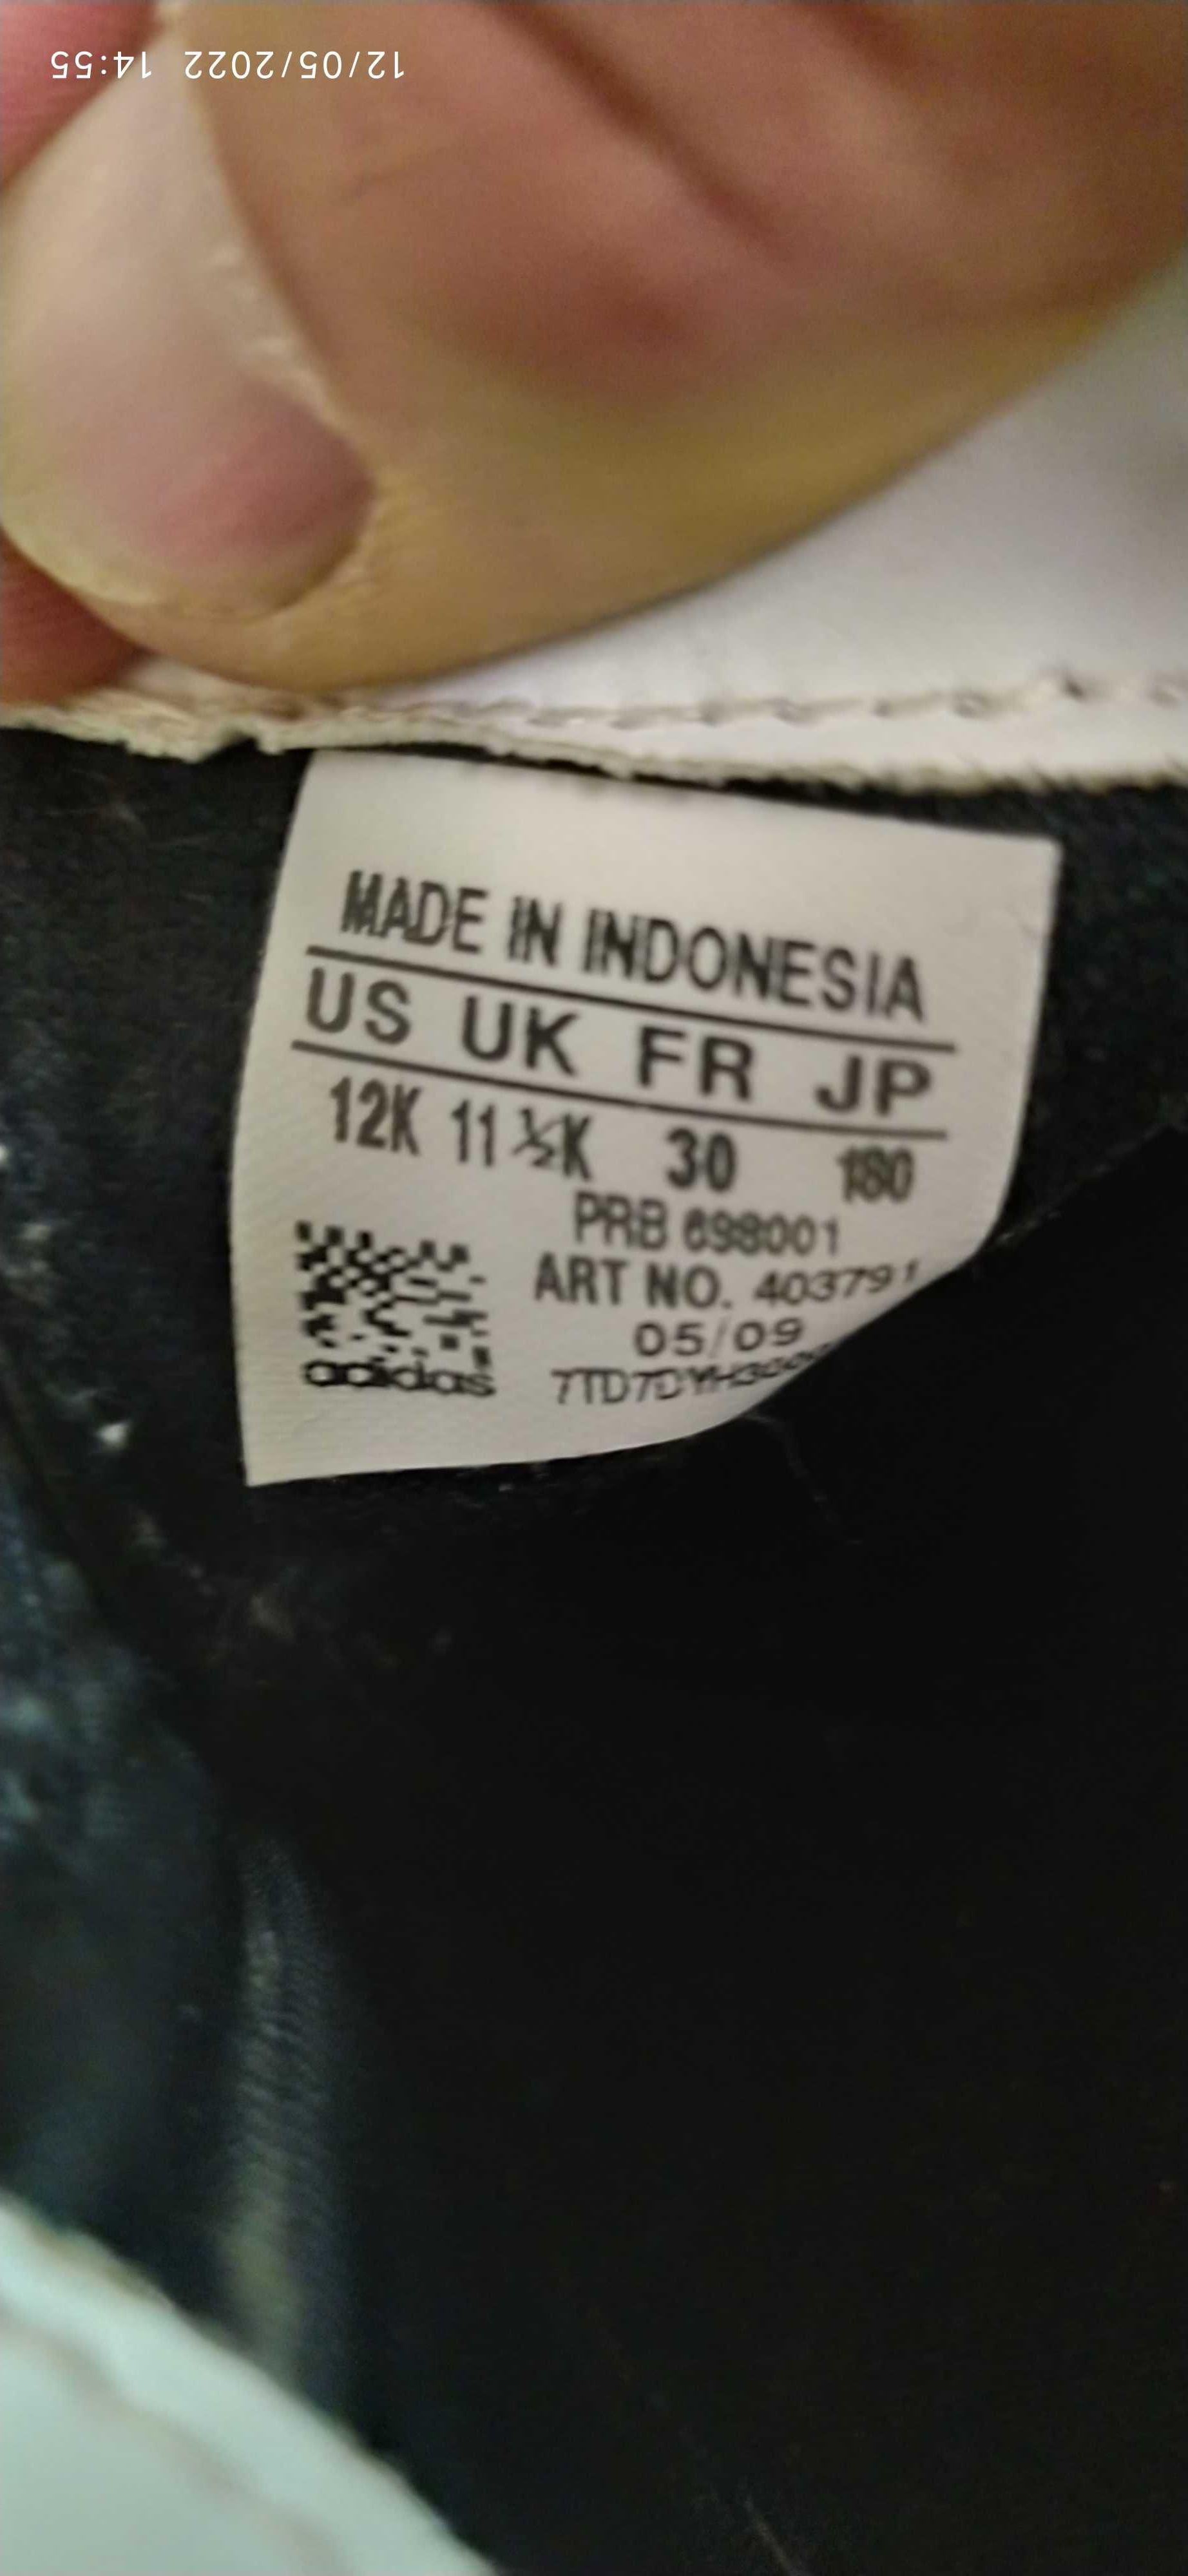 12/05/2022 14:55
MADE IN INDONESIA
US UK FR JP
12K 11½K 30 180
PRB 698001
ART NO. 403791
05/09
adidas